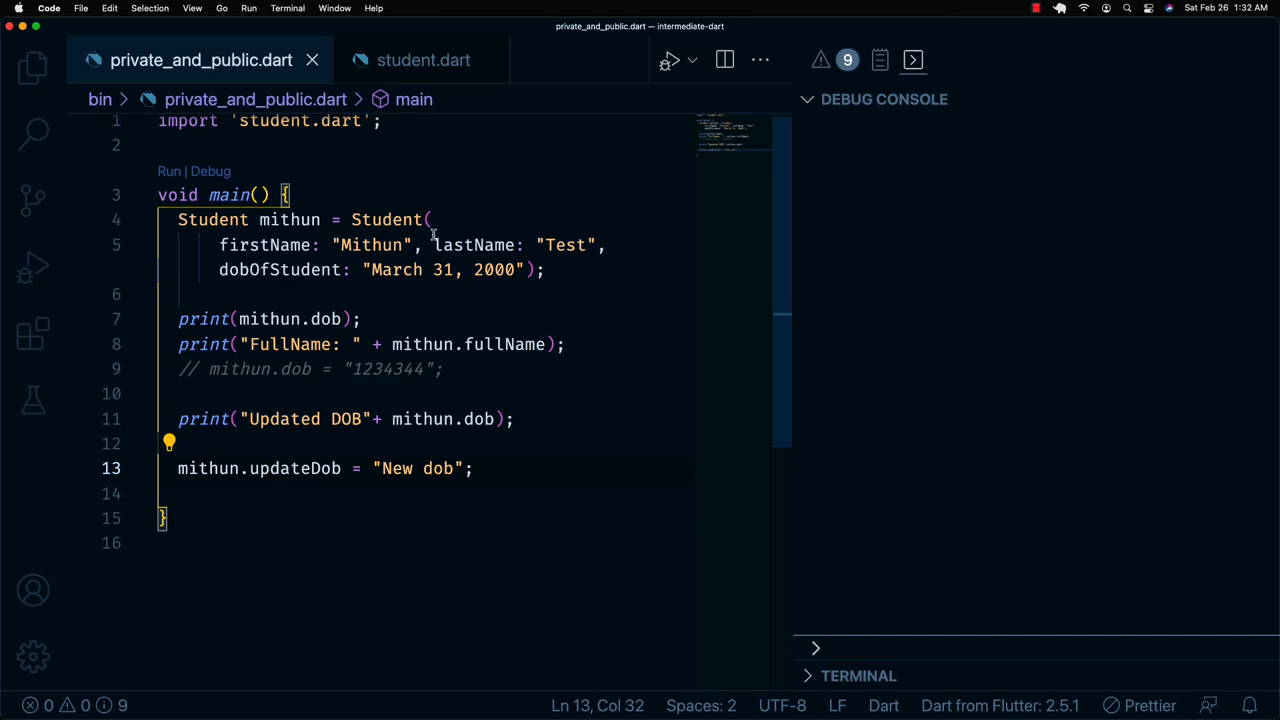 Code File Edit Selection View Go Run Terminal Window Help Sat Feb 26 1:32 AM
private_and_public.dart — intermediate-dart
private_and_public.dart student.dart 9
bin > private_and_public.dart > main
DEBUG CONSOLE
1 import 'student.dart';
2
Run | Debug
3 void main() {
4 Student mithun = Student(
5 firstName: "Mithun", lastName: "Test",
dobOfStudent: "March 31, 2000");
6
7 print(mithun.dob);
8 print("FullName: " + mithun.fullName);
9 // mithun.dob = "1234344";
10
11 print("Updated DOB"+ mithun.dob);
12
13 mithun.updateDob = "New dob";
14
15 }
16
>
TERMINAL
0 0 9 Ln 13, Col 32 Spaces: 2 UTF-8 LF Dart Dart from Flutter: 2.5.1 Prettier